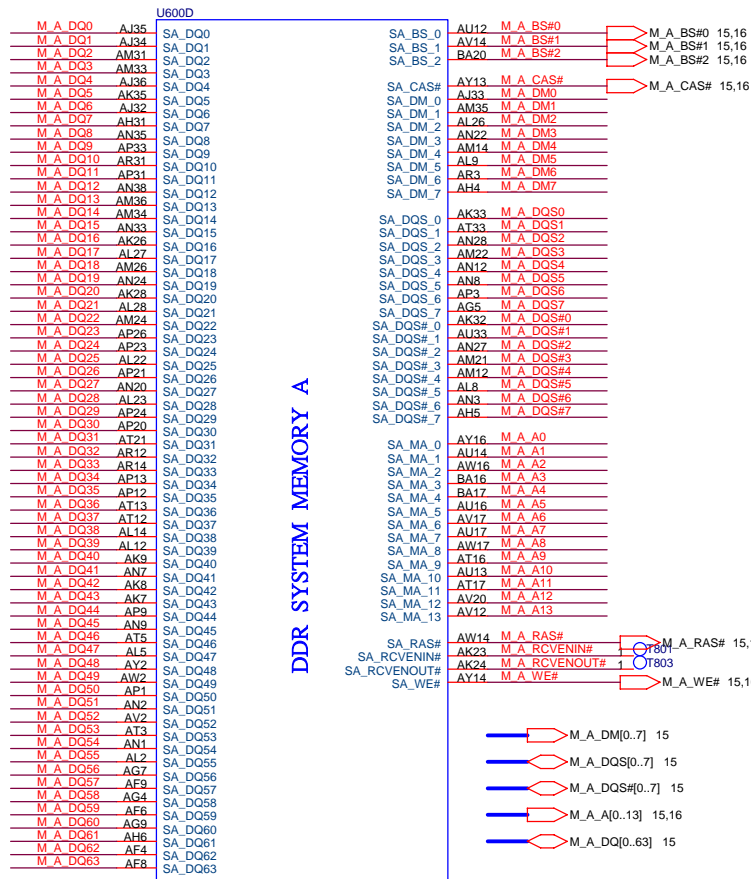 U600D
M_A_DQ0 AJ35 SA_DQ0
M_A_DQ1 AJ34 SA_DQ1
M_A_DQ2 AM31 SA_DQ2
M_A_DQ3 AM33 SA_DQ3
M_A_DQ4 AJ36 SA_DQ4
M_A_DQ5 AK35 SA_DQ5
M_A_DQ6 AJ32 SA_DQ6
M_A_DQ7 AH31 SA_DQ7
M_A_DQ8 AN35 SA_DQ8
M_A_DQ9 AP33 SA_DQ9
M_A_DQ10 AR31 SA_DQ10
M_A_DQ11 AP31 SA_DQ11
M_A_DQ12 AN38 SA_DQ12
M_A_DQ13 AM36 SA_DQ13
M_A_DQ14 AM34 SA_DQ14
M_A_DQ15 AN33 SA_DQ15
M_A_DQ16 AK26 SA_DQ16
M_A_DQ17 AL27 SA_DQ17
M_A_DQ18 AM26 SA_DQ18
M_A_DQ19 AN24 SA_DQ19
M_A_DQ20 AK28 SA_DQ20
M_A_DQ21 AL28 SA_DQ21
M_A_DQ22 AM24 SA_DQ22
M_A_DQ23 AP26 SA_DQ23
M_A_DQ24 AP23 SA_DQ24
M_A_DQ25 AL22 SA_DQ25
M_A_DQ26 AP21 SA_DQ26
M_A_DQ27 AN20 SA_DQ27
M_A_DQ28 AL23 SA_DQ28
M_A_DQ29 AP24 SA_DQ29
M_A_DQ30 AP20 SA_DQ30
M_A_DQ31 AT21 SA_DQ31
M_A_DQ32 AR12 SA_DQ32
M_A_DQ33 AR14 SA_DQ33
M_A_DQ34 AP13 SA_DQ34
M_A_DQ35 AP12 SA_DQ35
M_A_DQ36 AT13 SA_DQ36
M_A_DQ37 AT12 SA_DQ37
M_A_DQ38 AL14 SA_DQ38
M_A_DQ39 AL12 SA_DQ39
M_A_DQ40 AK9 SA_DQ40
M_A_DQ41 AN7 SA_DQ41
M_A_DQ42 AK8 SA_DQ42
M_A_DQ43 AK7 SA_DQ43
M_A_DQ44 AP9 SA_DQ44
M_A_DQ45 AN9 SA_DQ45
M_A_DQ46 AT5 SA_DQ46
M_A_DQ47 AL5 SA_DQ47
M_A_DQ48 AY2 SA_DQ48
M_A_DQ49 AW2 SA_DQ49
M_A_DQ50 AP1 SA_DQ50
M_A_DQ51 AN2 SA_DQ51
M_A_DQ52 AV2 SA_DQ52
M_A_DQ53 AT3 SA_DQ53
M_A_DQ54 AN1 SA_DQ54
M_A_DQ55 AL2 SA_DQ55
M_A_DQ56 AG7 SA_DQ56
M_A_DQ57 AF9 SA_DQ57
M_A_DQ58 AG4 SA_DQ58
M_A_DQ59 AF6 SA_DQ59
M_A_DQ60 AG9 SA_DQ60
M_A_DQ61 AH6 SA_DQ61
M_A_DQ62 AF4 SA_DQ62
M_A_DQ63 AF8 SA_DQ63
DDR SYSTEM MEMORY A
SA_BS_0 AU12 M_A_BS#0 M_A_BS#0 15,16
SA_BS_1 AV14 M_A_BS#1 M_A_BS#1 15,16
SA_BS_2 BA20 M_A_BS#2 M_A_BS#2 15,16
SA_CAS# AY13 M_A_CAS# M_A_CAS# 15,16
SA_DM_0 AJ33 M_A_DM0
SA_DM_1 AM35 M_A_DM1
SA_DM_2 AL26 M_A_DM2
SA_DM_3 AN22 M_A_DM3
SA_DM_4 AM14 M_A_DM4
SA_DM_5 AL9 M_A_DM5
SA_DM_6 AR3 M_A_DM6
SA_DM_7 AH4 M_A_DM7
SA_DQS_0 AK33 M_A_DQS0
SA_DQS_1 AT33 M_A_DQS1
SA_DQS_2 AN28 M_A_DQS2
SA_DQS_3 AM22 M_A_DQS3
SA_DQS_4 AN12 M_A_DQS4
SA_DQS_5 AN8 M_A_DQS5
SA_DQS_6 AP3 M_A_DQS6
SA_DQS_7 AG5 M_A_DQS7
SA_DQS#_0 AK32 M_A_DQS#0
SA_DQS#_1 AU33 M_A_DQS#1
SA_DQS#_2 AN27 M_A_DQS#2
SA_DQS#_3 AM21 M_A_DQS#3
SA_DQS#_4 AM12 M_A_DQS#4
SA_DQS#_5 AL8 M_A_DQS#5
SA_DQS#_6 AN3 M_A_DQS#6
SA_DQS#_7 AH5 M_A_DQS#7
SA_MA_0 AY16 M_A_A0
SA_MA_1 AU14 M_A_A1
SA_MA_2 AW16 M_A_A2
SA_MA_3 BA16 M_A_A3
SA_MA_4 BA17 M_A_A4
SA_MA_5 AU16 M_A_A5
SA_MA_6 AV17 M_A_A6
SA_MA_7 AU17 M_A_A7
SA_MA_8 AW17 M_A_A8
SA_MA_9 AT16 M_A_A9
SA_MA_10 AU13 M_A_A10
SA_MA_11 AT17 M_A_A11
SA_MA_12 AV20 M_A_A12
SA_MA_13 AV12 M_A_A13
SA_RAS# AW14 M_A_RAS# M_A_RAS# 15,
SA_RCVENIN# AK23 M_A_RCVENIN# 1 T801
SA_RCVENOUT# AK24 M_A_RCVENOUT# 1 T803
SA_WE# AY14 M_A_WE# M_A_WE# 15,1
M_A_DM[0..7] 15
M_A_DQS[0..7] 15
M_A_DQS#[0..7] 15
M_A_A[0..13] 15,16
M_A_DQ[0..63] 15